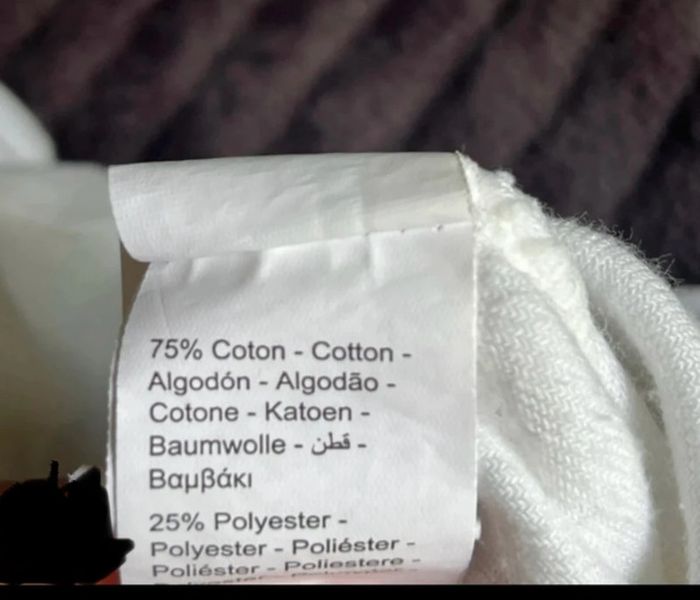 75% Coton - Cotton -
Algodón - Algodão -
Cotone - Katoen -
Baumwolle - قطن -
Βαμβάκι
25% Polyester -
Polyester - Poliéster -
Poliéster - Poliestere -